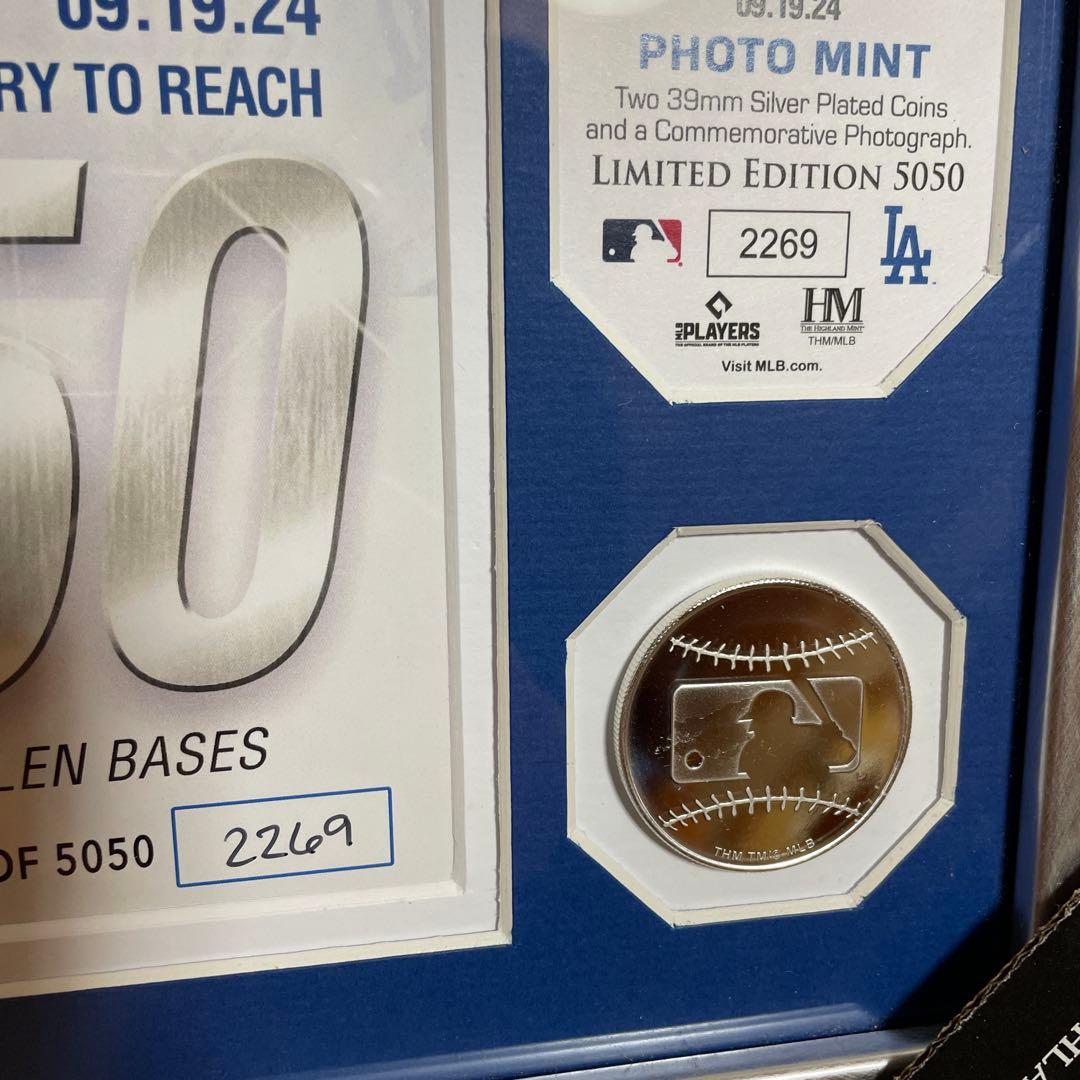 09.19.24
RY TO REACH
50
LEN BASES
OF 5050 2269
09.19.24
PHOTO MINT
Two 39mm Silver Plated Coins
and a Commemorative Photograph.
LIMITED EDITION 5050
2269
LA
MLB PLAYERS
HM
THE HIGHLAND MINT
THM/MLB
Visit MLB.com.